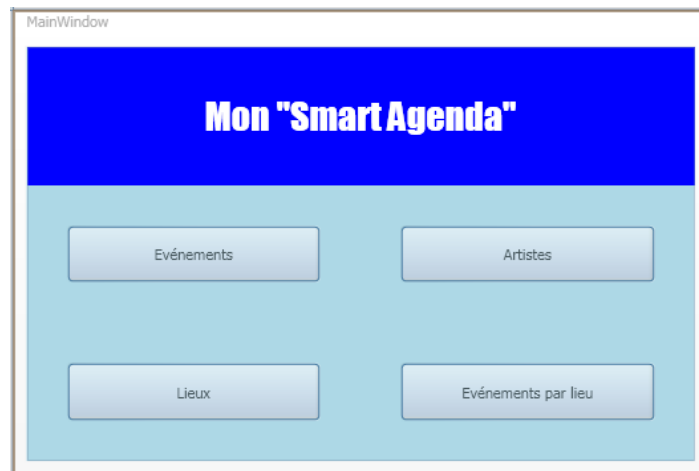 MainWindow
Mon "Smart Agenda"
Evénements
Artistes
Lieux
Evénements par lieu